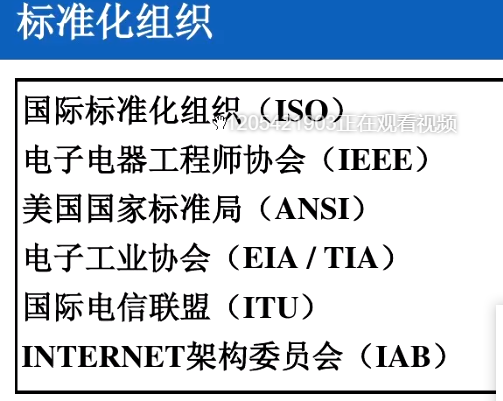 标准化组织
国际标准化组织（ISO）
1205421903正在观看视频
电子电器工程师协会（IEEE）
美国国家标准局（ANSI）
电子工业协会（EIA / TIA）
国际电信联盟（ITU）
INTERNET架构委员会（IAB）